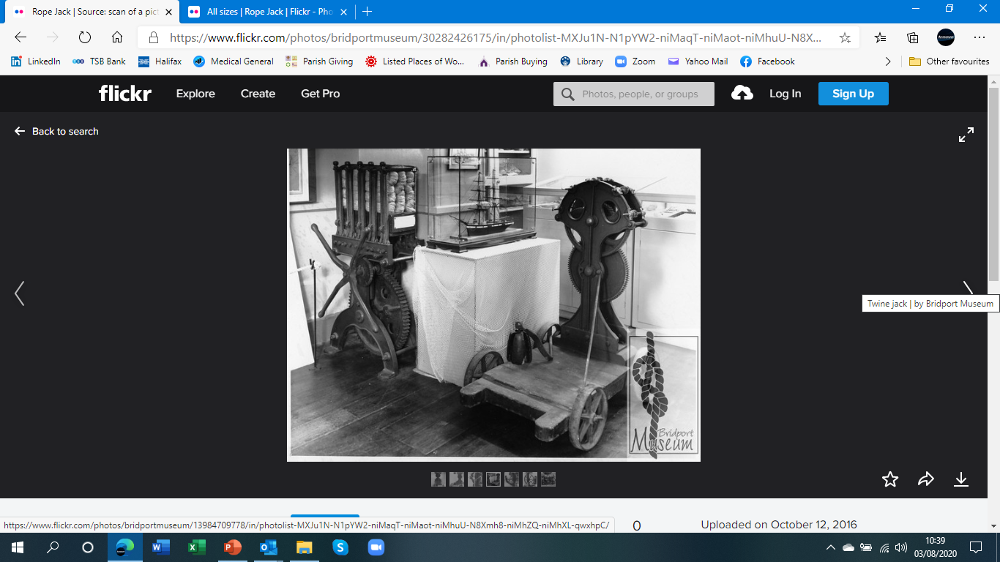 Rope Jack | Source: scan of a pict
All sizes | Rope Jack | Flickr - Pho
https://www.flickr.com/photos/bridportmuseum/30282426175/in/photolist-MXJu1N-N1pYW2-niMaqT-niMaot-niMhuU-N8X...
LinkedIn TSB Bank Halifax Medical General Parish Giving Listed Places of Wo... Parish Buying Library Zoom Yahoo Mail Facebook Other favourites
flickr Explore Create Get Pro Photos, people, or groups Log In Sign Up
Back to search
Twine jack | by Bridport Museum
Bridport
Museum
https://www.flickr.com/photos/bridportmuseum/13984709778/in/photolist-MXJu1N-N1pYW2-niMaqT-niMaot-niMhuU-N8Xmh8-niMhZQ-niMhXL-qwxhpC/
0
Uploaded on October 12, 2016
10:39
03/08/2020